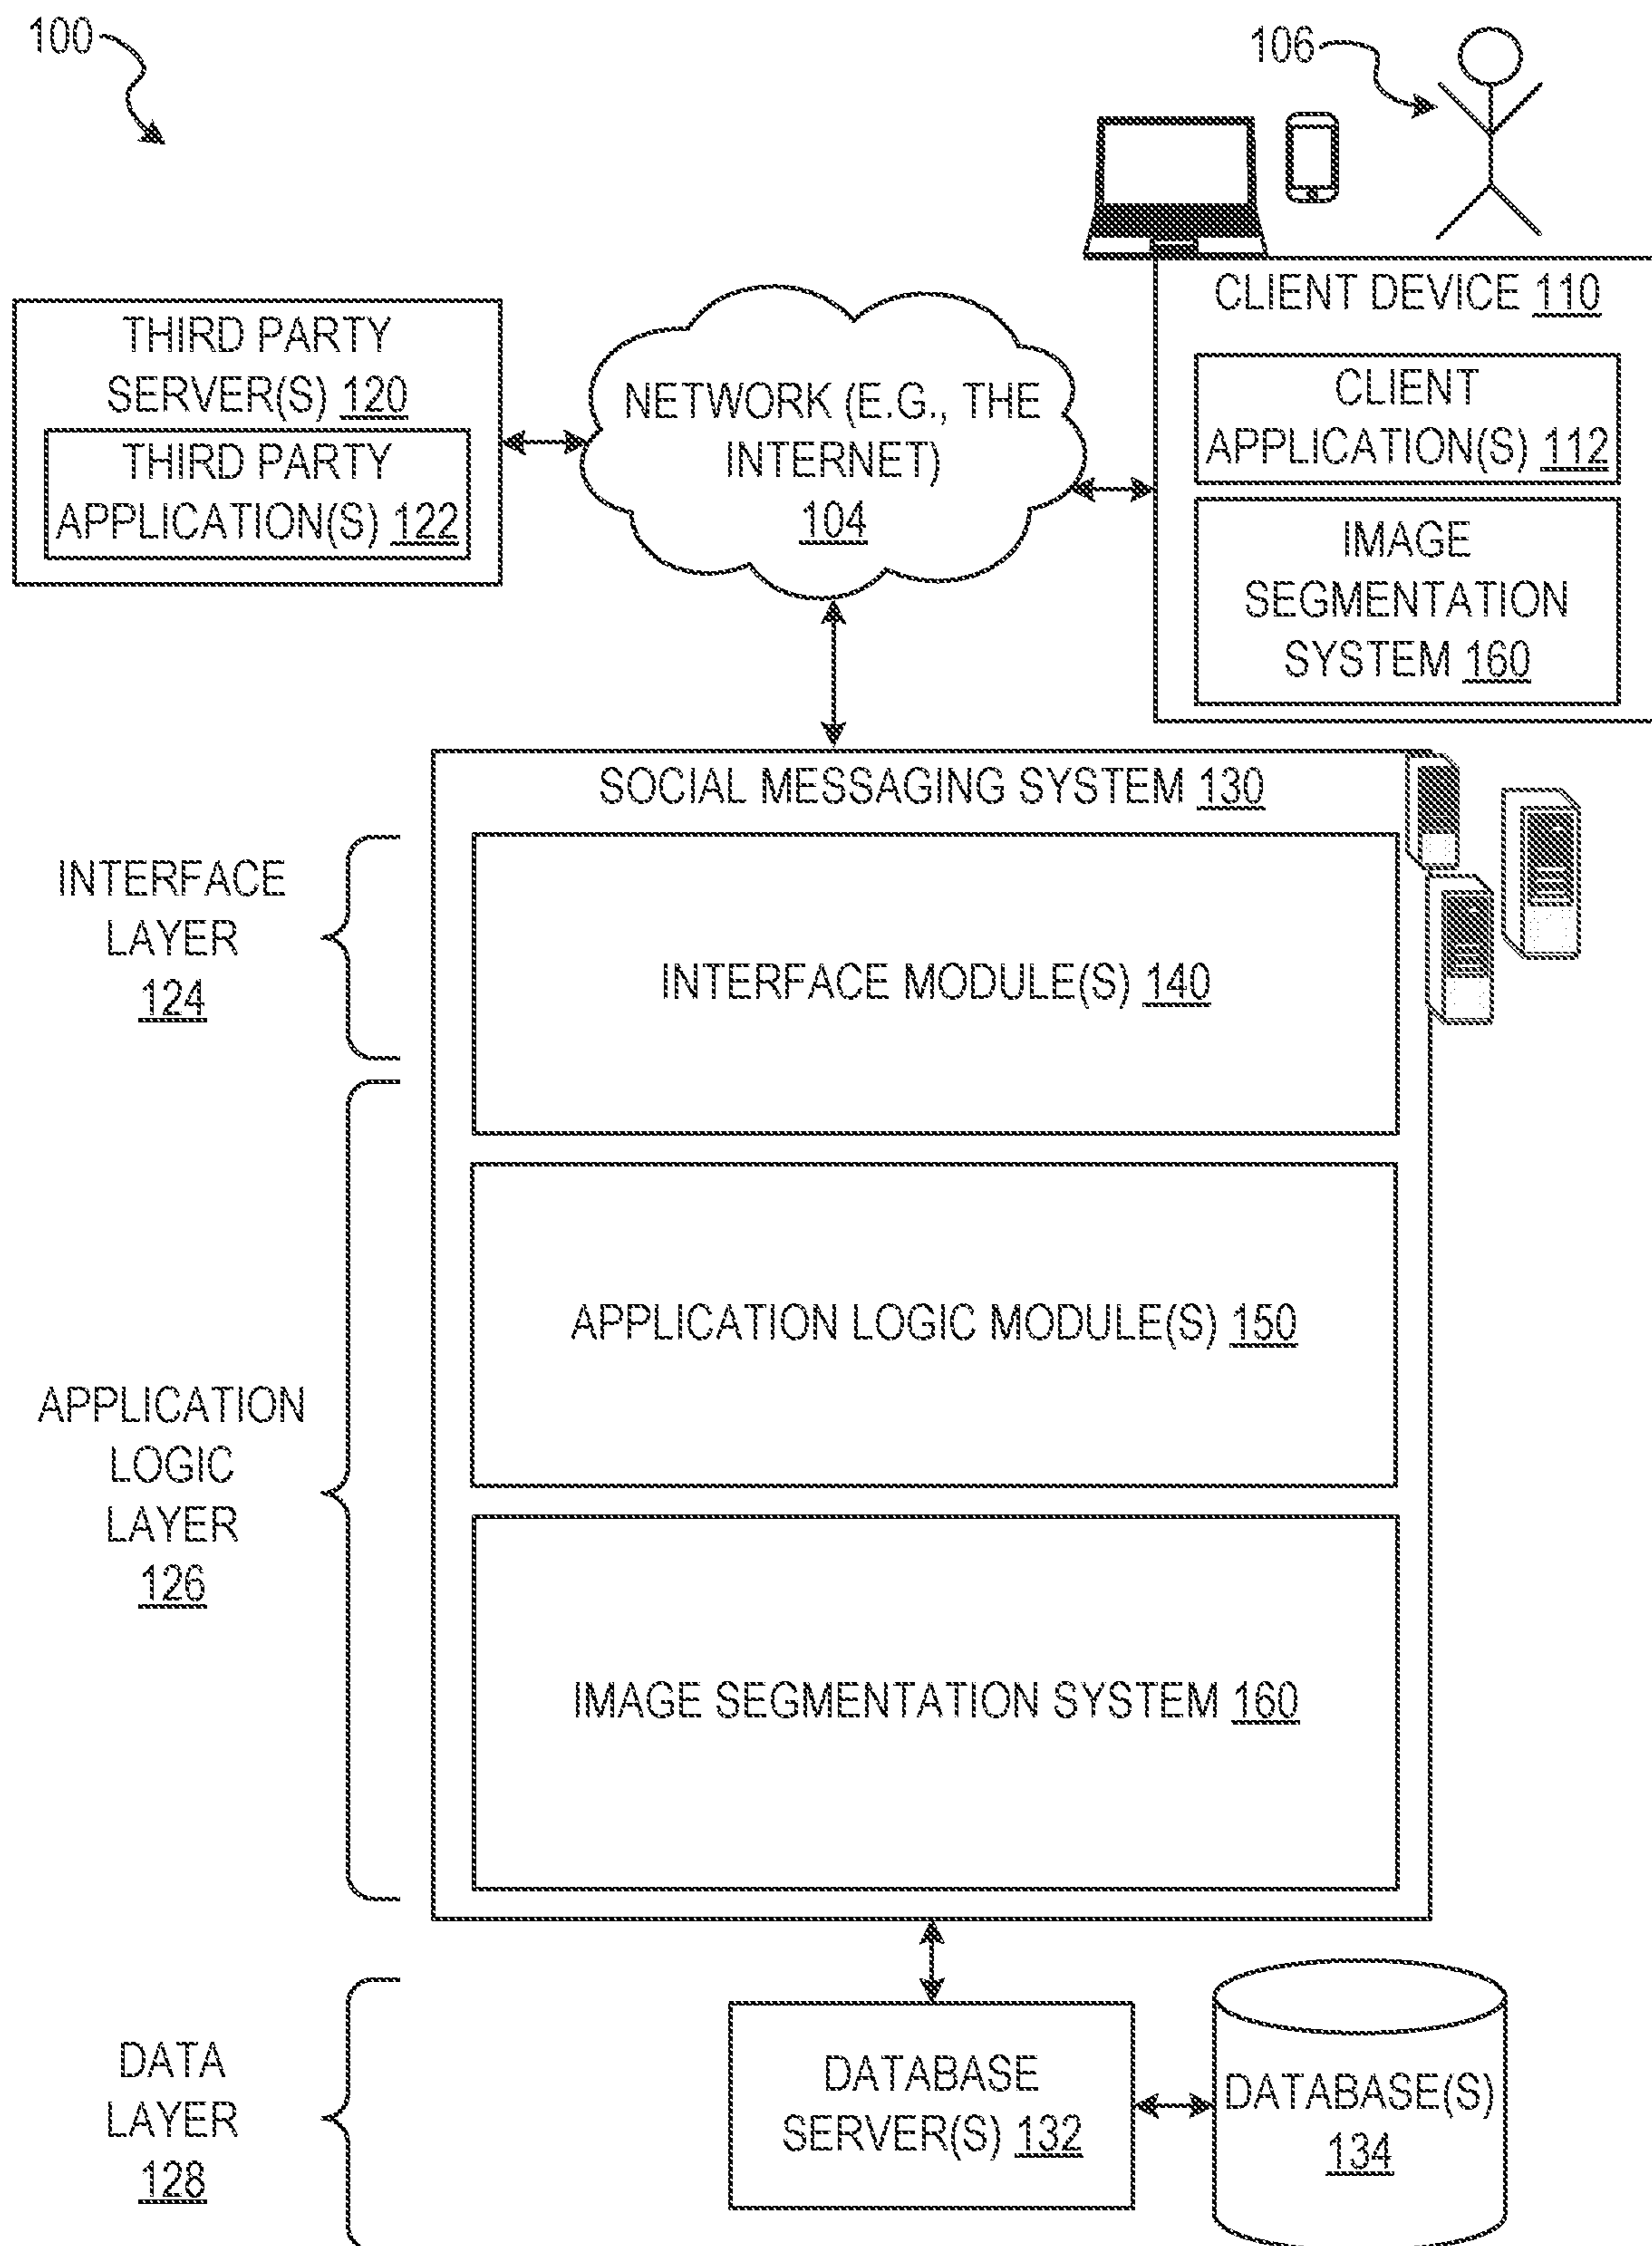 100
106
CLIENT DEVICE 110
THIRD PARTY
SERVER(S) 120
THIRD PARTY
APPLICATION(S) 122
NETWORK (E.G., THE
INTERNET)
104
CLIENT
APPLICATION(S) 112
IMAGE
SEGMENTATION
SYSTEM 160
SOCIAL MESSAGING SYSTEM 130
INTERFACE
LAYER
124
INTERFACE MODULE(S) 140
APPLICATION LOGIC MODULE(S) 150
APPLICATION
LOGIC
LAYER
126
IMAGE SEGMENTATION SYSTEM 160
DATA
LAYER
128
DATABASE
SERVER(S) 132
DATABASE(S)
134